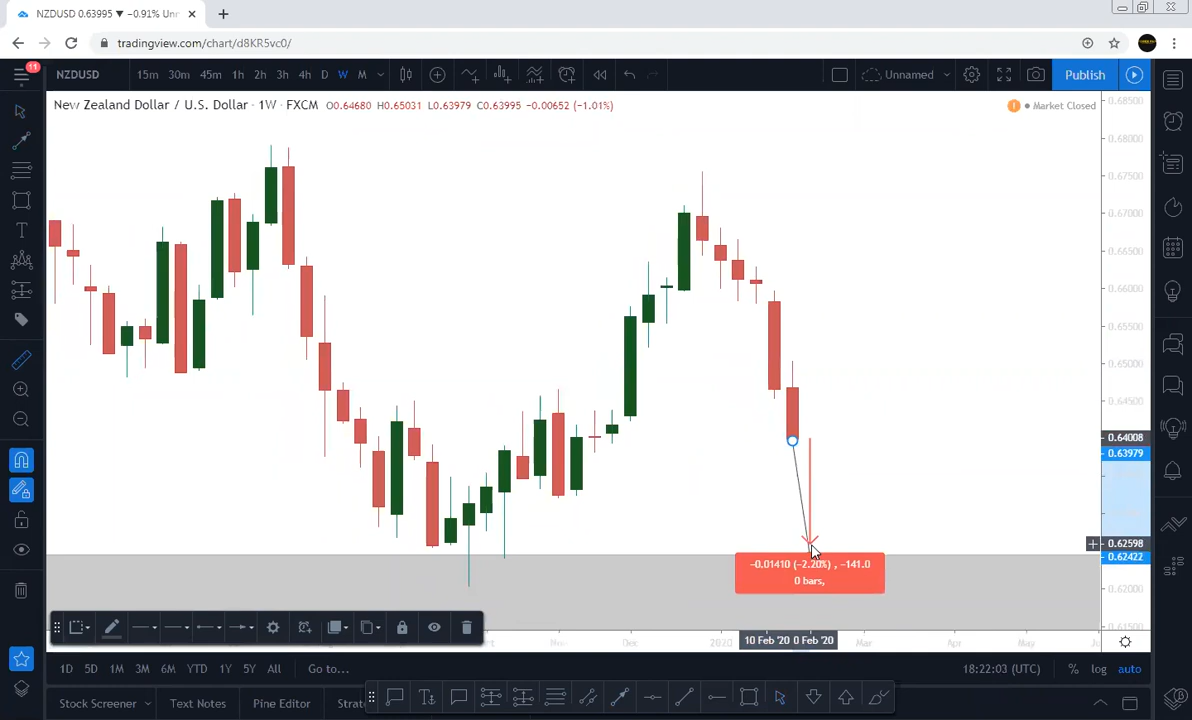 NZDUSD 0.63995 ▼ −0.91% Unn
tradingview.com/chart/d8KR5vc0/
11
NZDUSD
15m 30m 45m 1h 2h 3h 4h D W M
Unnamed
Publish
New Zealand Dollar / U.S. Dollar · 1W · FXCM O0.64680 H0.65031 L0.63979 C0.63995 −0.00652 (−1.01%)
Market Closed
0.68500
0.68000
0.67500
0.67000
0.66500
0.66000
0.65500
0.65000
0.64500
0.64008
0.63979
0.62598
0.62422
0.62000
0.61500
-0.01410 (−2.20%) , −141.0
0 bars,
Nov Dec 2020 10 Feb '20 0 Feb '20 Mar Apr May
1D 5D 1M 3M 6M YTD 1Y 5Y All Go to...
18:22:03 (UTC) % log auto
Stock Screener Text Notes Pine Editor Strat